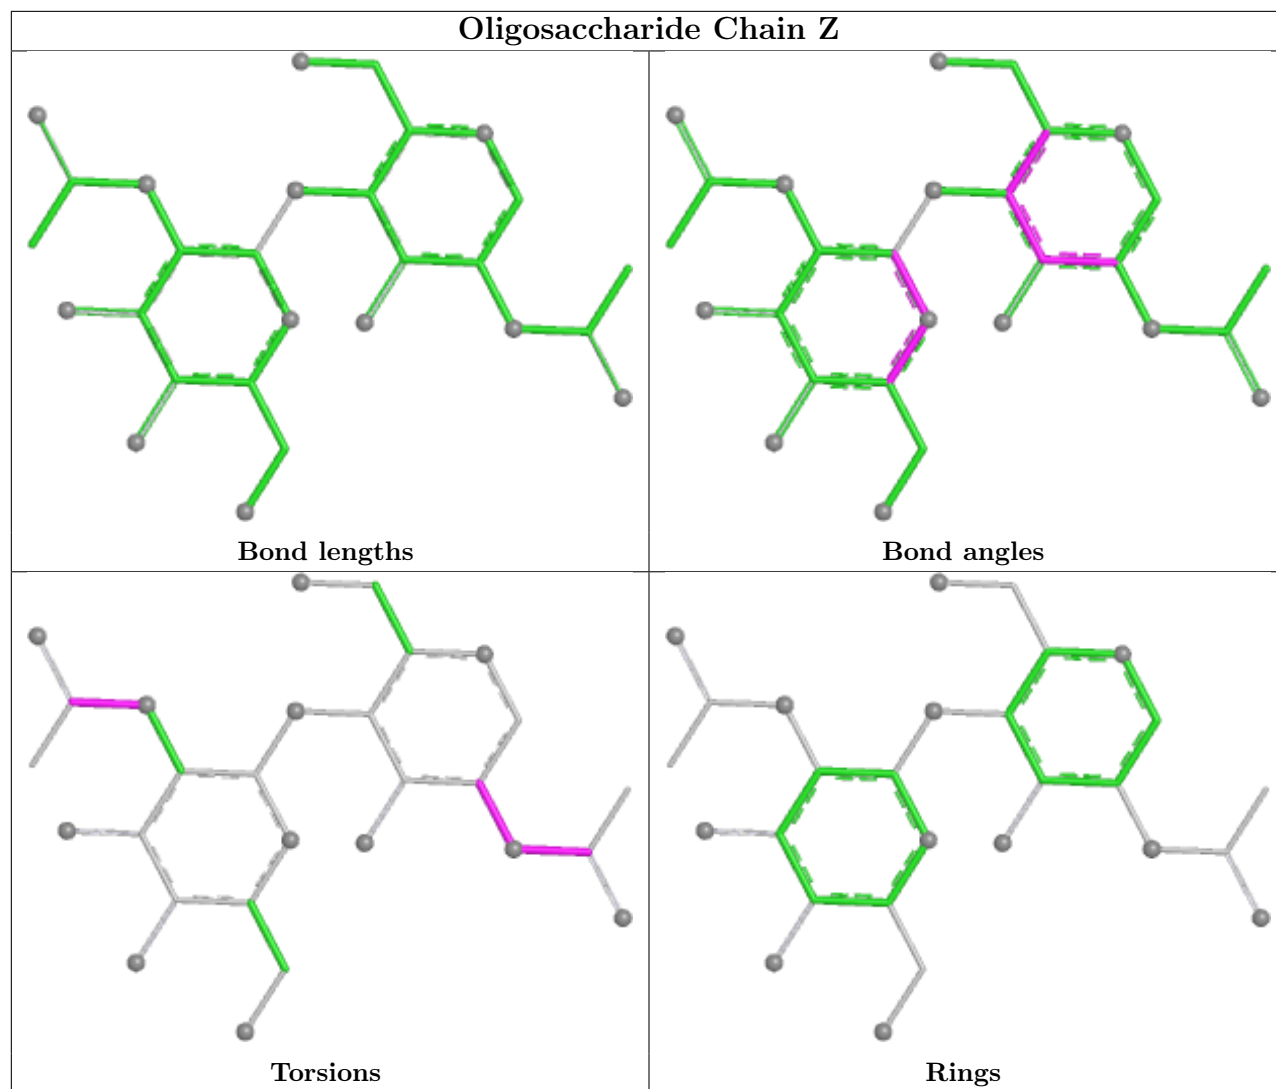 Oligosaccharide Chain Z
Bond lengths
Bond angles
Torsions
Rings